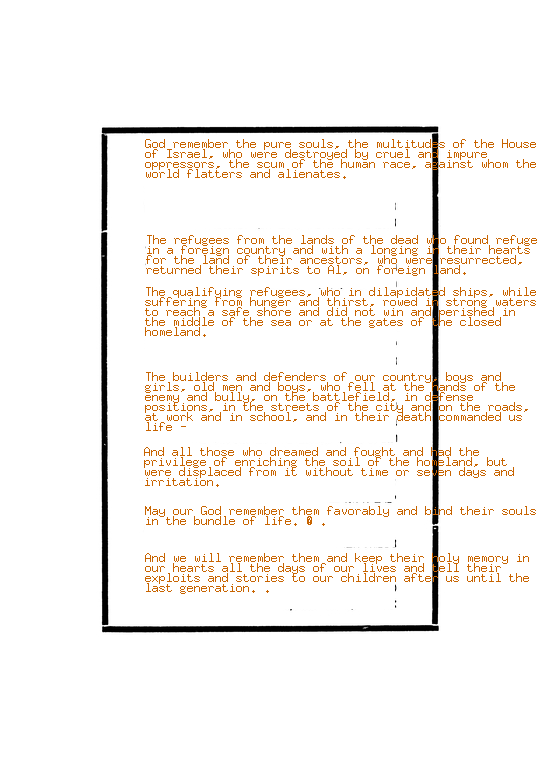 God remember the pure souls, the multitudes of the House
of Israel, who were destroyed by cruel and impure
oppressors, the scum of the human race, against whom the
world flatters and alienates.
The refugees from the lands of the dead who found refuge
in a foreign country and with a longing in their hearts
for the land of their ancestors, who were resurrected,
returned their spirits to Al, on foreign land.
The qualifying refugees, who in dilapidated ships, while
suffering from hunger and thirst, rowed in strong waters
to reach a safe shore and did not win and perished in
the middle of the sea or at the gates of the closed
homeland.
The builders and defenders of our country, boys and
girls, old men and boys, who fell at the hands of the
enemy and bully, on the battlefield, in defense
positions, in the streets of the city and on the roads,
at work and in school, and in their death commanded us
life -
And all those who dreamed and fought and had the
privilege of enriching the soil of the homeland, but
were displaced from it without time or seven days and
irritation.
May our God remember them favorably and bind their souls
in the bundle of life. 0 .
And we will remember them and keep their holy memory in
our hearts all the days of our lives and tell their
exploits and stories to our children after us until the
last generation. .